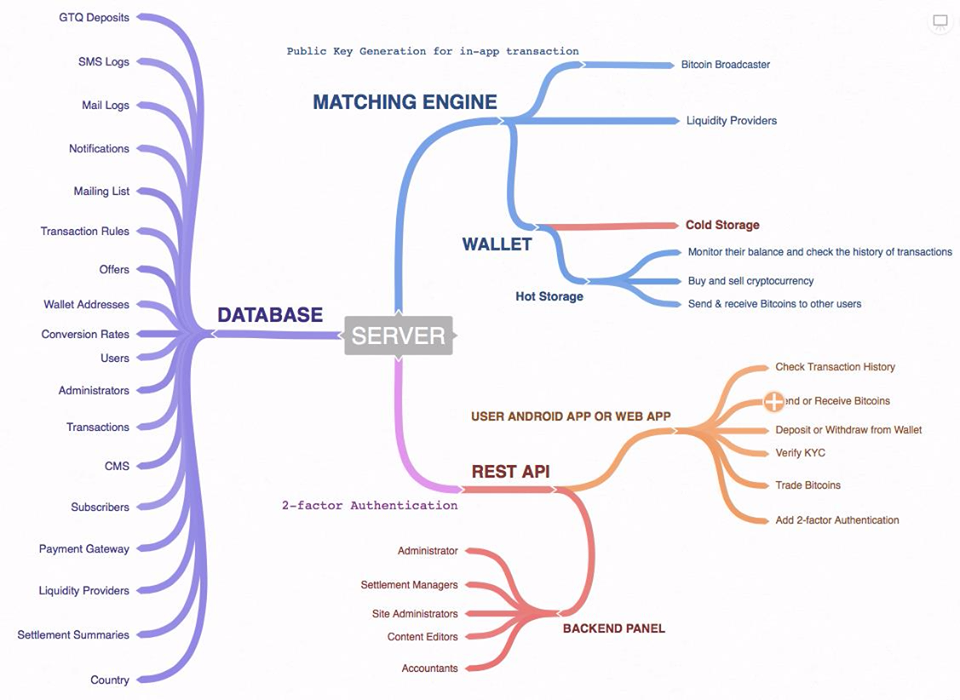 GTQ Deposits
SMS Logs
Mail Logs
Notifications
Mailing List
Transaction Rules
Offers
Wallet Addresses
Conversion Rates
Users
Administrators
Transactions
CMS
Subscribers
Payment Gateway
Liquidity Providers
Settlement Summaries
Country
DATABASE
SERVER
Public Key Generation for in-app transaction
MATCHING ENGINE
Bitcoin Broadcaster
Liquidity Providers
WALLET
Cold Storage
Hot Storage
Monitor their balance and check the history of transactions
Buy and sell cryptocurrency
Send & receive Bitcoins to other users
2-factor Authentication
REST API
USER ANDROID APP OR WEB APP
Check Transaction History
or Receive Bitcoins
Deposit or Withdraw from Wallet
Verify KYC
Trade Bitcoins
Add 2-factor Authentication
BACKEND PANEL
Administrator
Settlement Managers
Site Administrators
Content Editors
Accountants